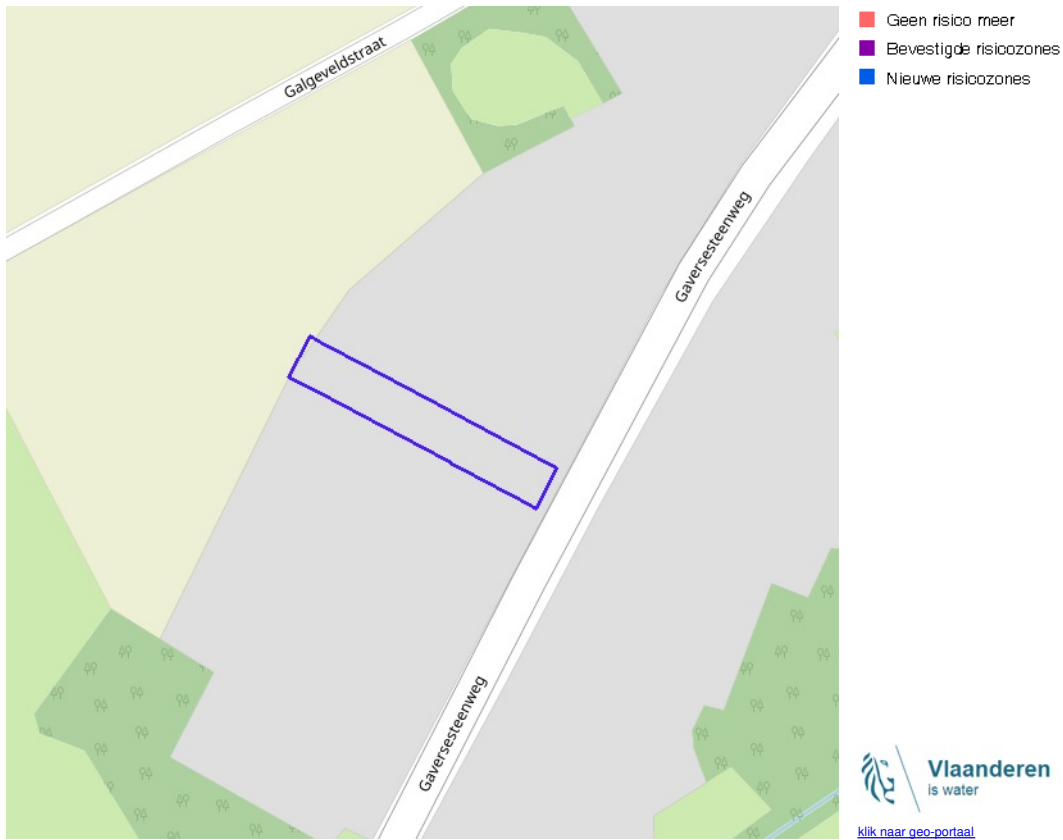 Galgeveldstraat
Gaversesteenweg
Gaversesteenweg
Geen risico meer
Bevestigde risicozones
Nieuwe risicozones
Vlaanderen
is water
klik naar geo-portaal